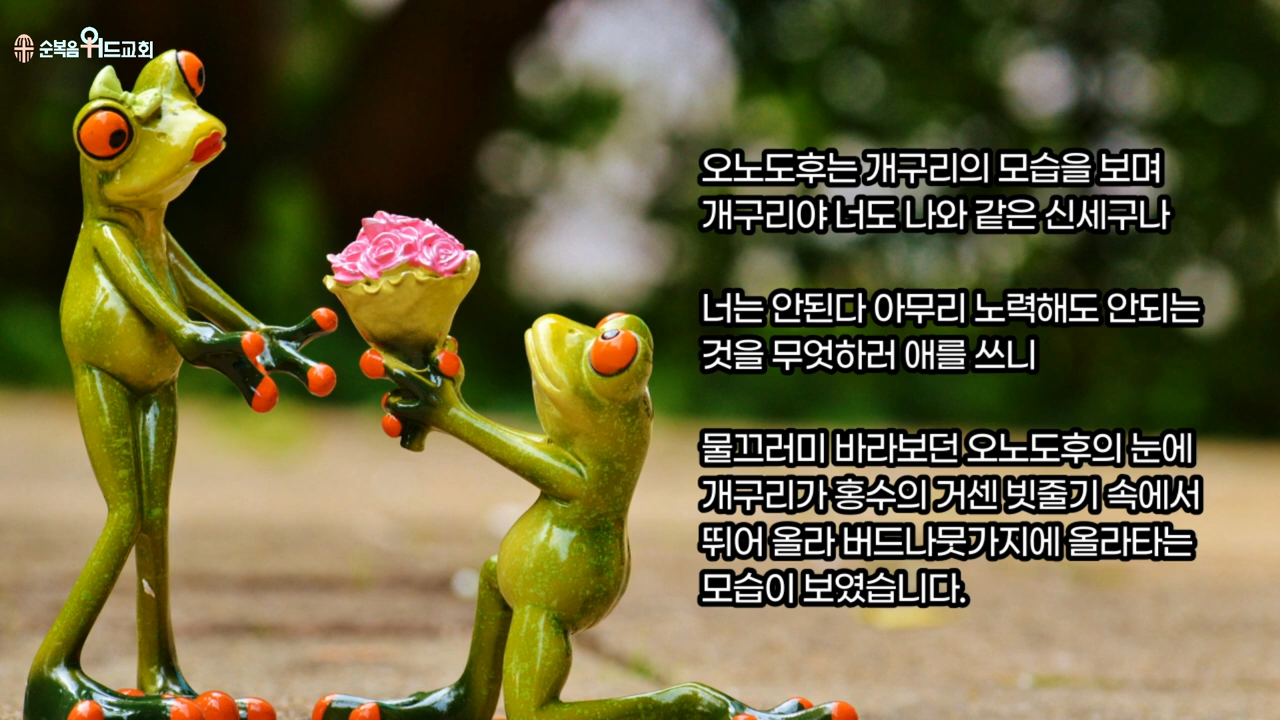 순복음위드교회
오노도후는 개구리의 모습을 보며
개구리야 너도 나와 같은 신세구나
너는 안된다 아무리 노력해도 안되는
것을 무엇하러 애를 쓰니
물끄러미 바라보던 오노도후의 눈에
개구리가 홍수의 거센 빗줄기 속에서
뛰어 올라 버드나뭇가지에 올라타는
모습이 보였습니다.